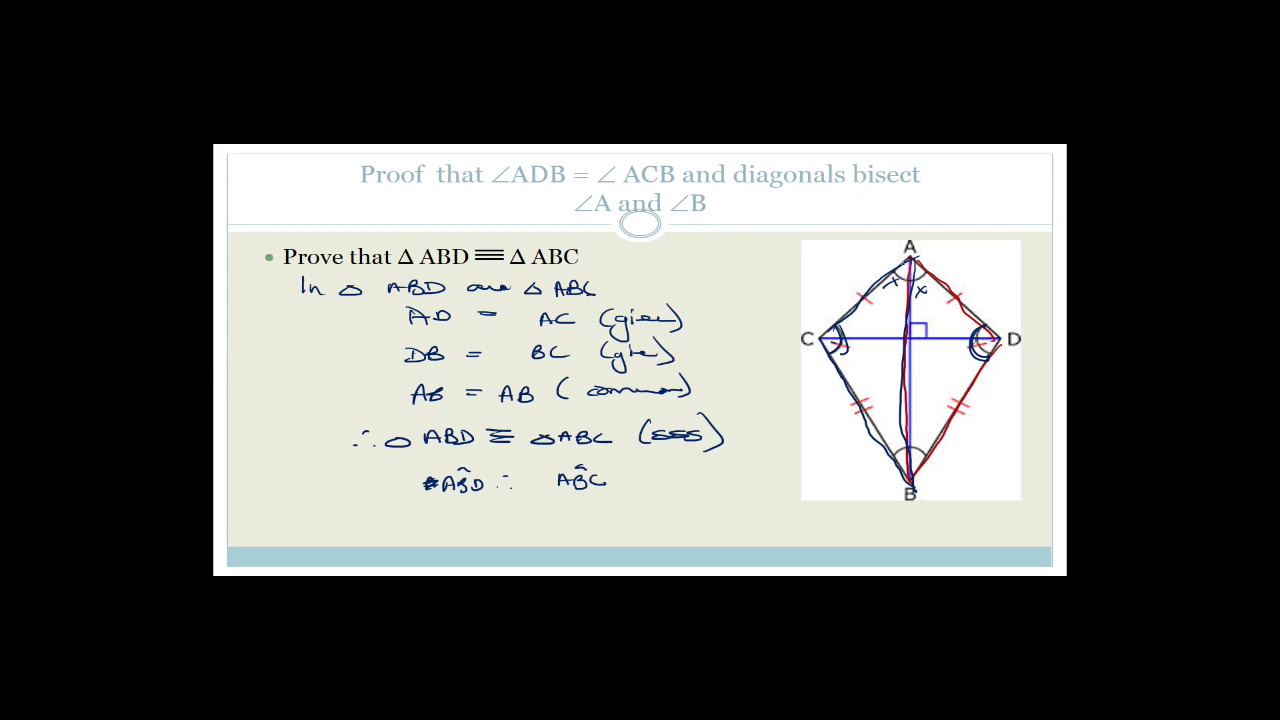 Proof that ∠ADB = ∠ ACB and diagonals bisect
∠A and ∠B
• Prove that Δ ABD ≡ Δ ABC
In △ ABD and △ ABC
AD = AC (given)
DB = BC (given)
AB = AB (common)
∴ △ ABD ≡ △ABC (SSS)
AB̂D ∴ AB̂C
A
x x
C
D
B